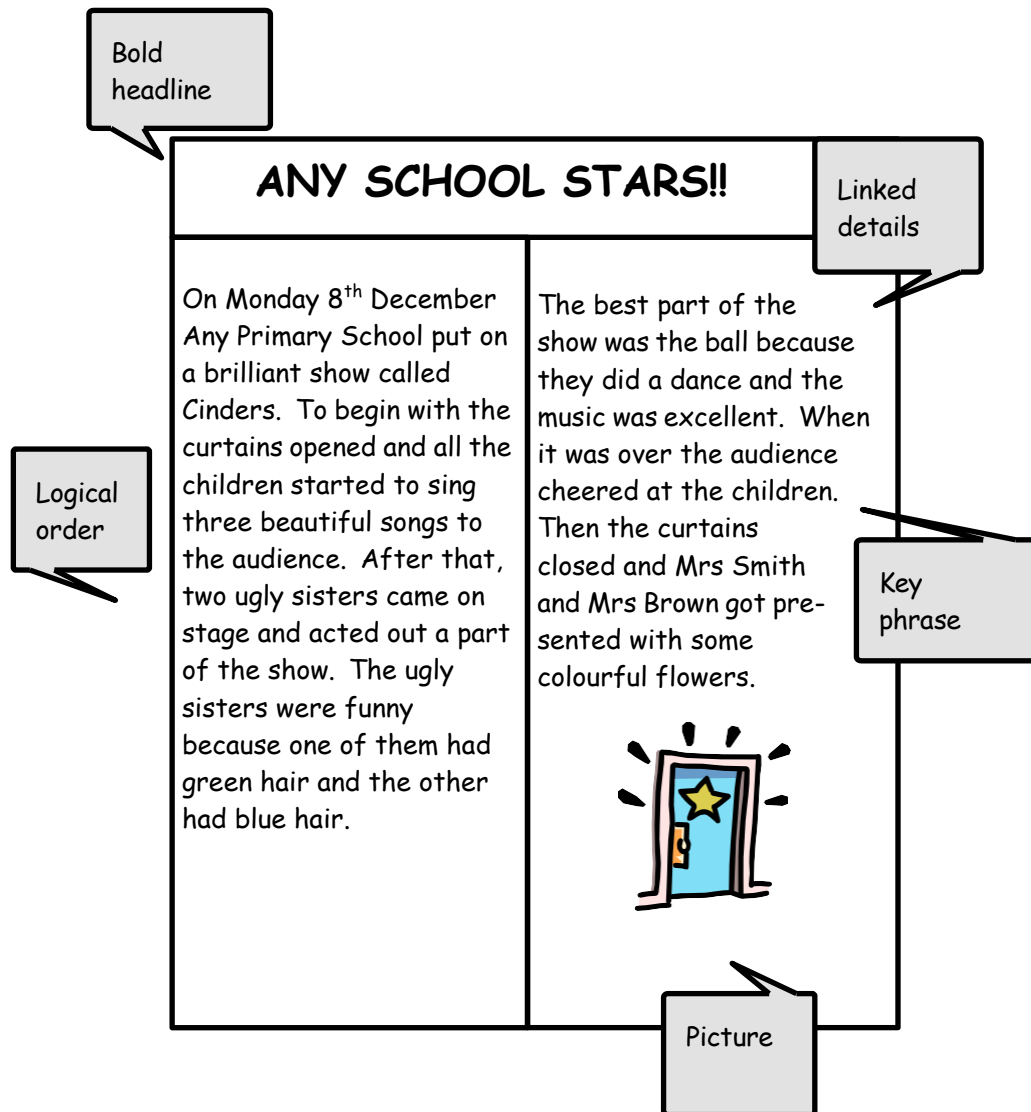 Bold
headline
ANY SCHOOL STARS!!
Linked
details
On Monday 8th December
Any Primary School put on
a brilliant show called
Cinders. To begin with the
curtains opened and all the
children started to sing
three beautiful songs to
the audience. After that,
two ugly sisters came on
stage and acted out a part
of the show. The ugly
sisters were funny
because one of them had
green hair and the other
had blue hair.
Logical
order
The best part of the
show was the ball because
they did a dance and the
music was excellent. When
it was over the audience
cheered at the children.
Then the curtains
closed and Mrs Smith
and Mrs Brown got pre-
sented with some
colourful flowers.
Key
phrase
Picture